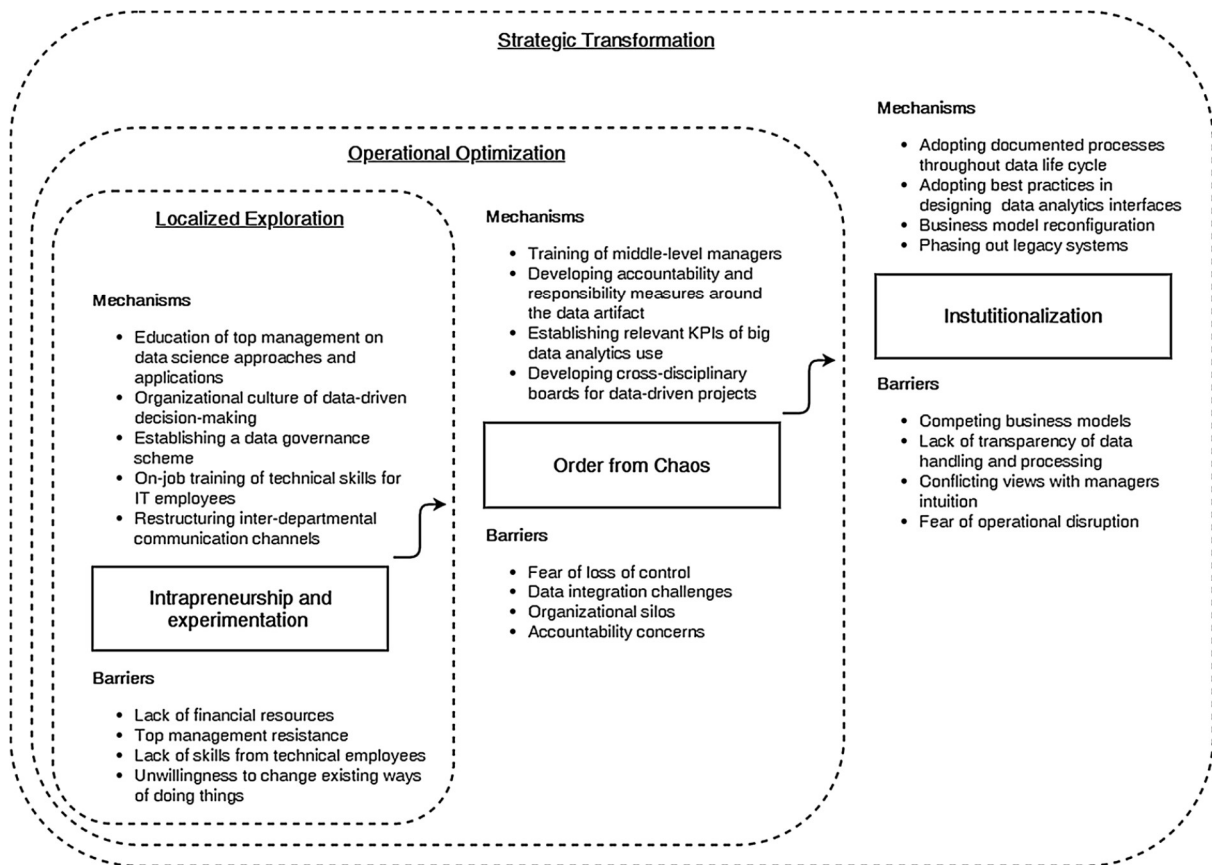 Strategic Transformation
Operational Optimization
Localized Exploration
Mechanisms
• Education of top management on
data science approaches and
applications
• Organizational culture of data-driven
decision-making
• Establishing a data governance
scheme
• On-job training of technical skills for
IT employees
• Restructuring inter-departmental
communication channels
Intrapreneurship and
experimentation
Barriers
• Lack of financial resources
• Top management resistance
• Lack of skills from technical employees
• Unwillingness to change existing ways
of doing things
Mechanisms
• Training of middle-level managers
• Developing accountability and
responsibility measures around
the data artifact
• Establishing relevant KPIs of big
data analytics use
• Developing cross-disciplinary
boards for data-driven projects
Order from Chaos
Barriers
• Fear of loss of control
• Data integration challenges
• Organizational silos
• Accountability concerns
Mechanisms
• Adopting documented processes
throughout data life cycle
• Adopting best practices in
designing data analytics interfaces
• Business model reconfiguration
• Phasing out legacy systems
Instutitionalization
Barriers
• Competing business models
• Lack of transparency of data
handling and processing
• Conflicting views with managers
intuition
• Fear of operational disruption